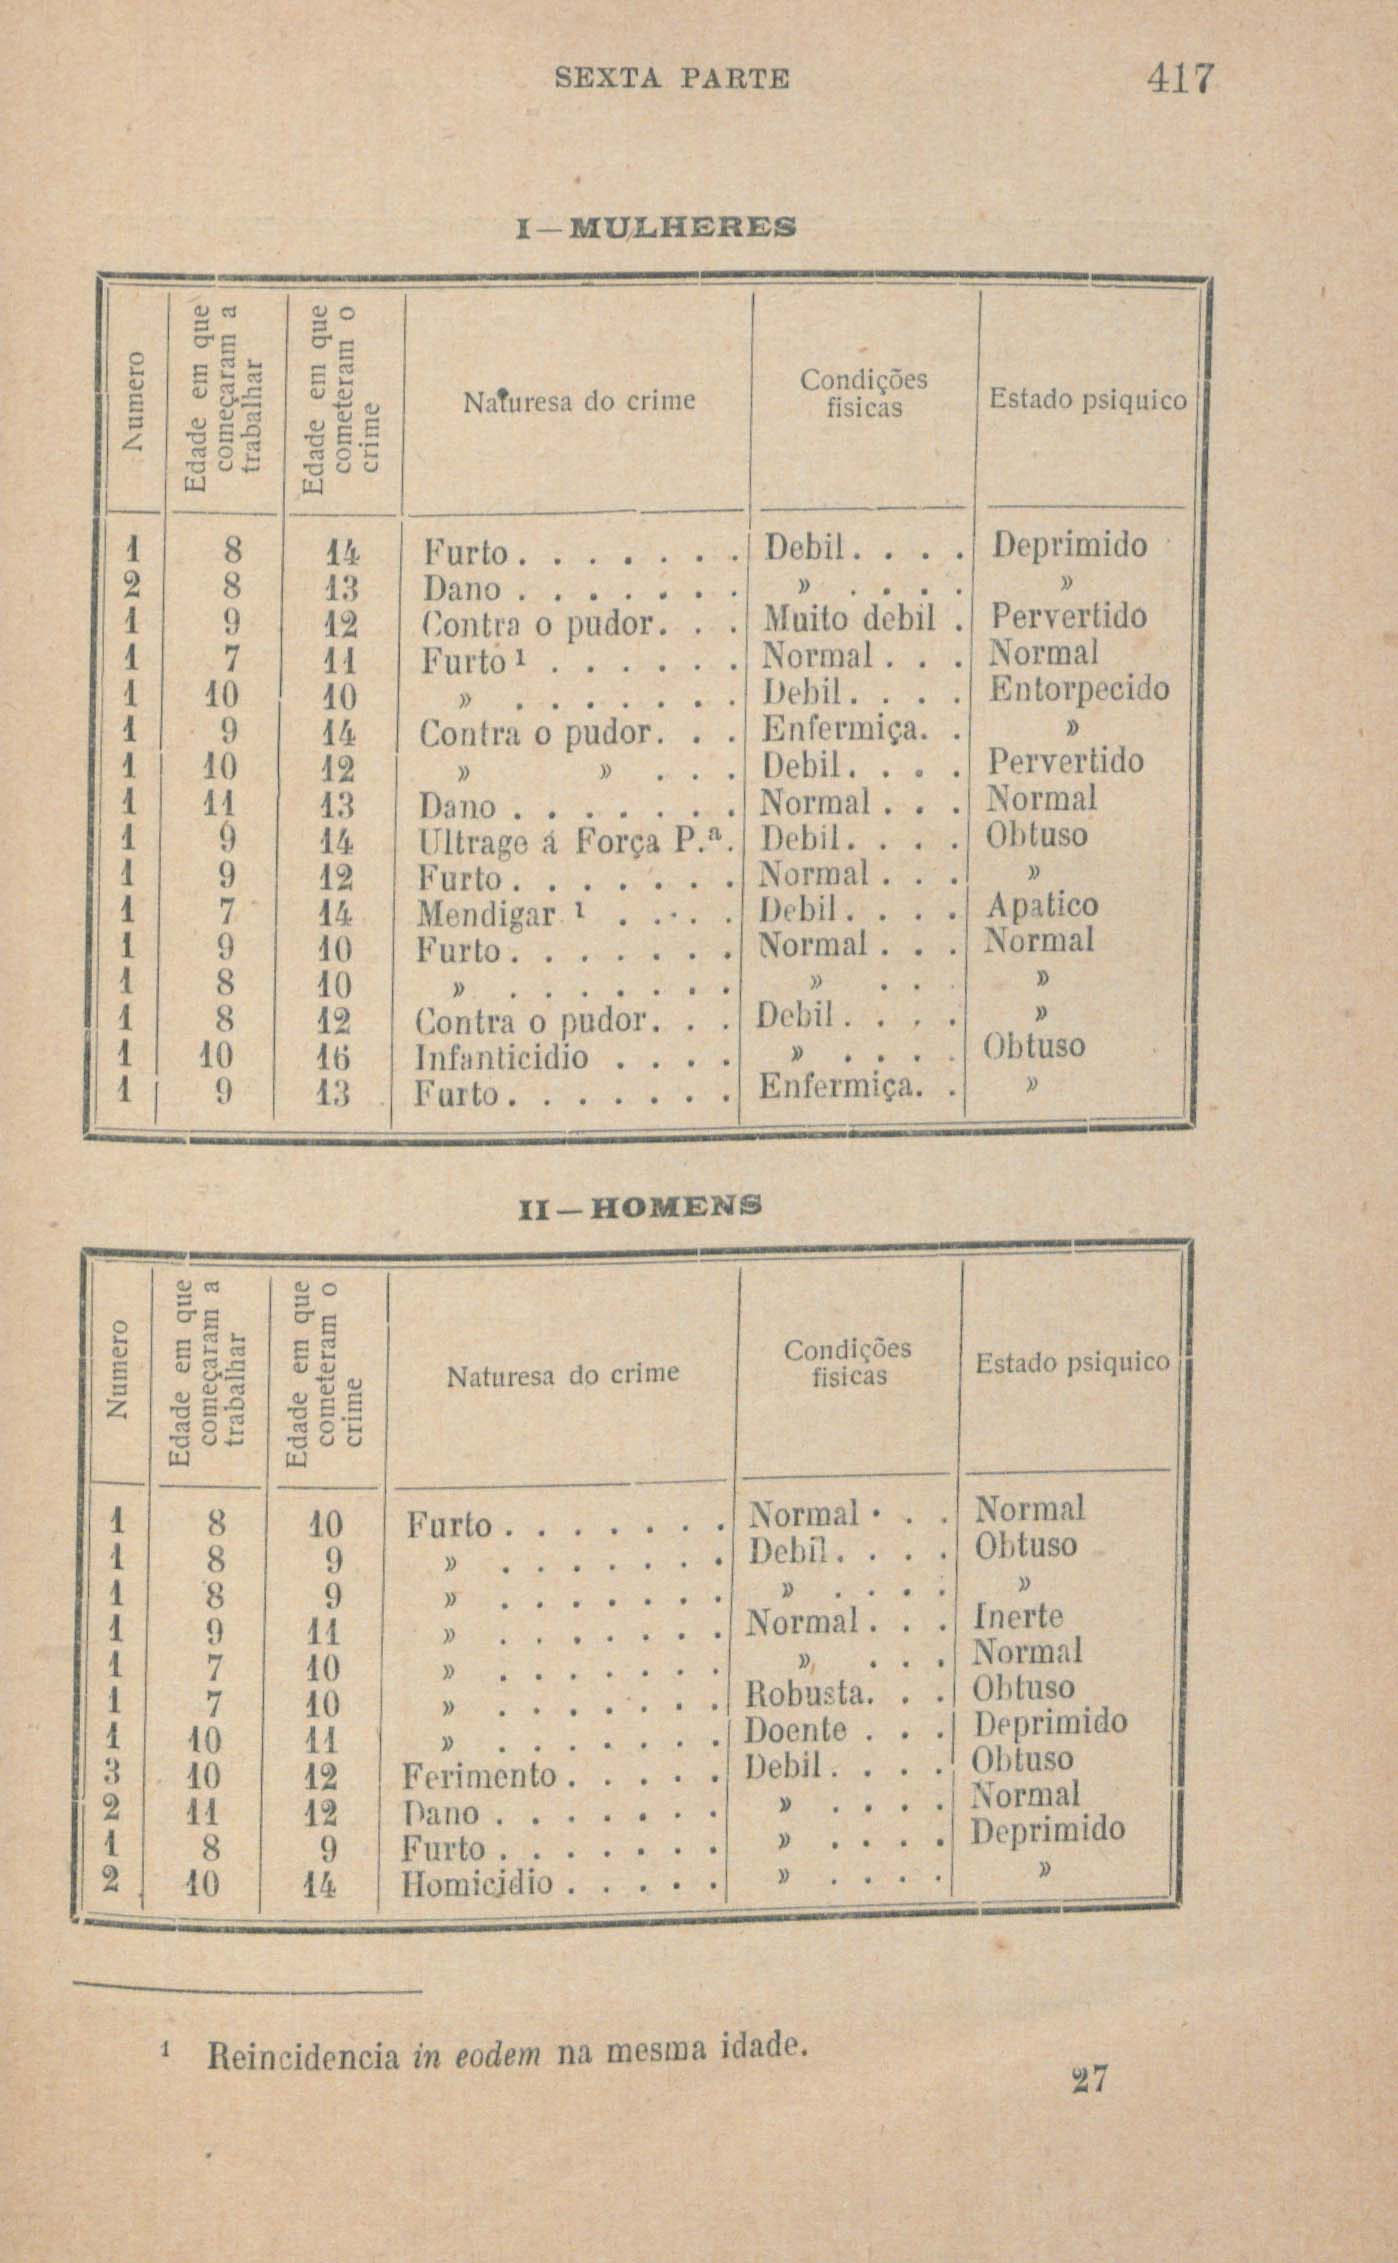 SEXTA PARTE 417
I—MULHERES
Numero | Edade em que começaram a trabalhar | Edade em que cometeram o crime | Naturesa do crime | Condições fisicas | Estado psiquico
1 8 14 Furto. . . . . . . Debil. . . . Deprimido
2 8 13 Dano . . . . . . . » . . . . »
1 9 12 Contra o pudor. . . Muito debil . Pervertido
1 7 11 Furto ¹ . . . . . . Normal . . . Normal
1 10 10 » . . . . . . . Debil. . . . Entorpecido
1 9 14 Contra o pudor. . . Enfermiça. . »
1 10 12 » » . . . Debil. . . . Pervertido
1 11 13 Dano . . . . . . . Normal . . . Normal
1 9 14 Ultrage á Força P.ª. Debil. . . . Obtuso
1 9 12 Furto. . . . . . . Normal . . . »
1 7 14 Mendigar ¹ . . . . Debil. . . . Apatico
1 9 10 Furto. . . . . . . Normal . . . Normal
1 8 10 » . . . . . . . » . . . »
1 8 12 Contra o pudor. . . Debil. . . . »
1 10 16 Infanticidio . . . . » . . . . Obtuso
1 9 13 Furto. . . . . . . Enfermiça. . »
II—HOMENS
Numero | Edade em que começaram a trabalhar | Edade em que cometeram o crime | Naturesa do crime | Condições fisicas | Estado psiquico
1 8 10 Furto. . . . . . . Normal . . . Normal
1 8 9 » . . . . . . . Debil. . . . Obtuso
1 8 9 » . . . . . . . » . . . . »
1 9 11 » . . . . . . . Normal . . . Inerte
1 7 10 » . . . . . . . » . . . Normal
1 7 10 » . . . . . . . Robusta. . . Obtuso
1 10 11 » . . . . . . . Doente . . . Deprimido
3 10 12 Ferimento . . . . . Debil. . . . Obtuso
2 11 12 Dano . . . . . . . » . . . . Normal
1 8 9 Furto . . . . . . . » . . . . Deprimido
2 10 14 Homicidio . . . . . » . . . . »
¹ Reincidencia in eodem na mesma idade.
27